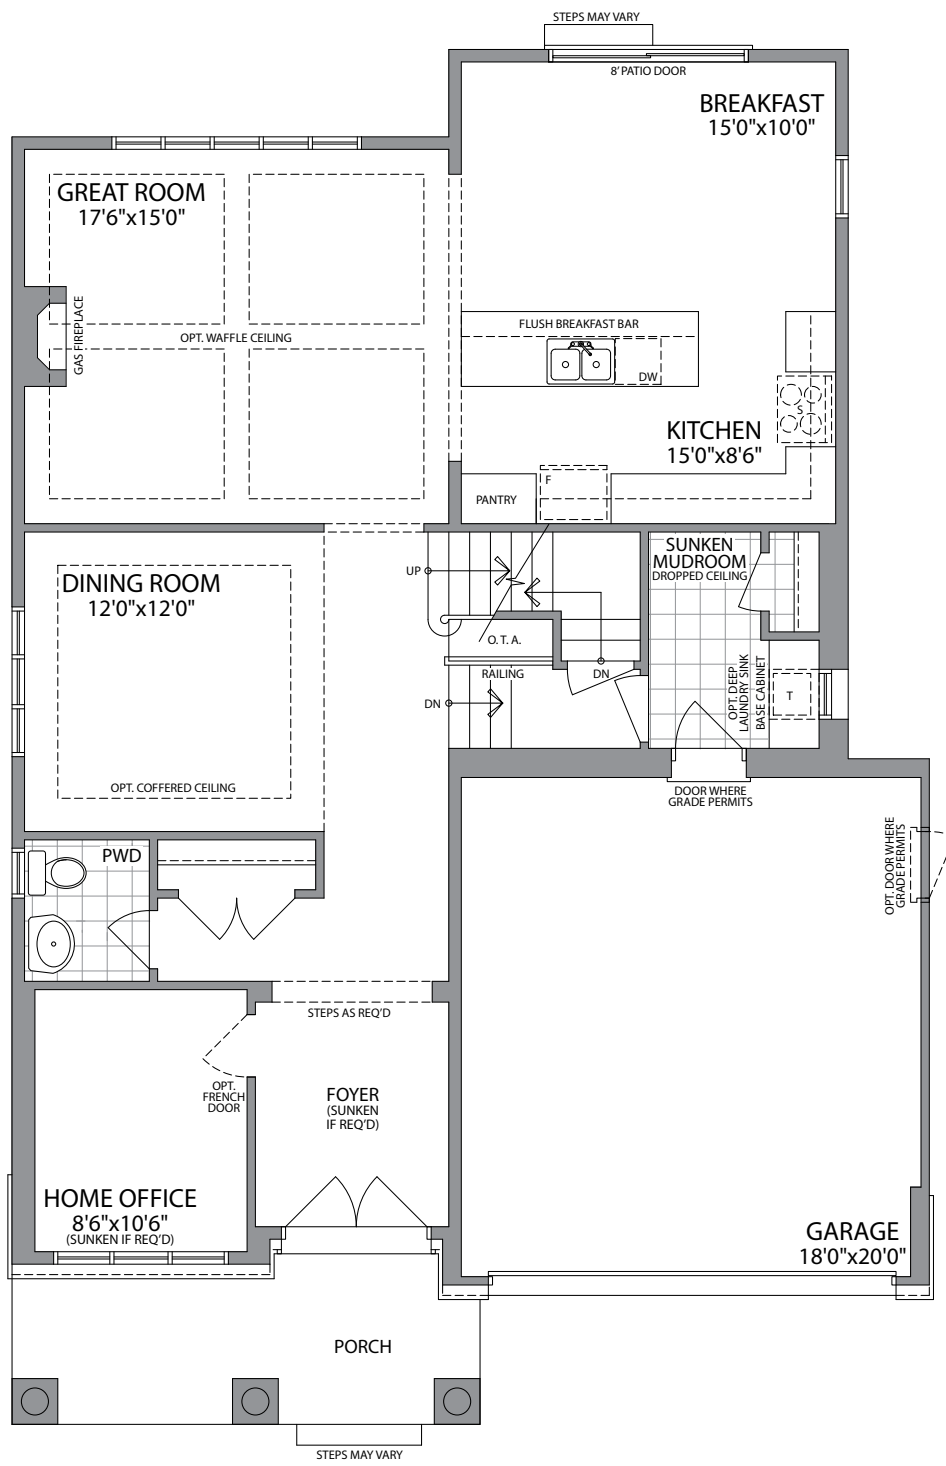 STEPS MAY VARY
8' PATIO DOOR
BREAKFAST
15'0"x10'0"
GREAT ROOM
17'6"x15'0"
GAS FIREPLACE
OPT. WAFFLE CEILING
FLUSH BREAKFAST BAR
DW
S
KITCHEN
15'0"x8'6"
F
PANTRY
SUNKEN
MUDROOM
DROPPED CEILING
UP
DINING ROOM
12'0"x12'0"
O. T. A.
RAILING
DN
DN
OPT. DEEP
LAUNDRY SINK
BASE CABINET
T
OPT. COFFERED CEILING
DOOR WHERE
GRADE PERMITS
OPT. DOOR WHERE
GRADE PERMITS
PWD
STEPS AS REQ'D
OPT.
FRENCH
DOOR
FOYER
(SUNKEN
IF REQ'D)
HOME OFFICE
8'6"x10'6"
(SUNKEN IF REQ'D)
GARAGE
18'0"x20'0"
PORCH
STEPS MAY VARY